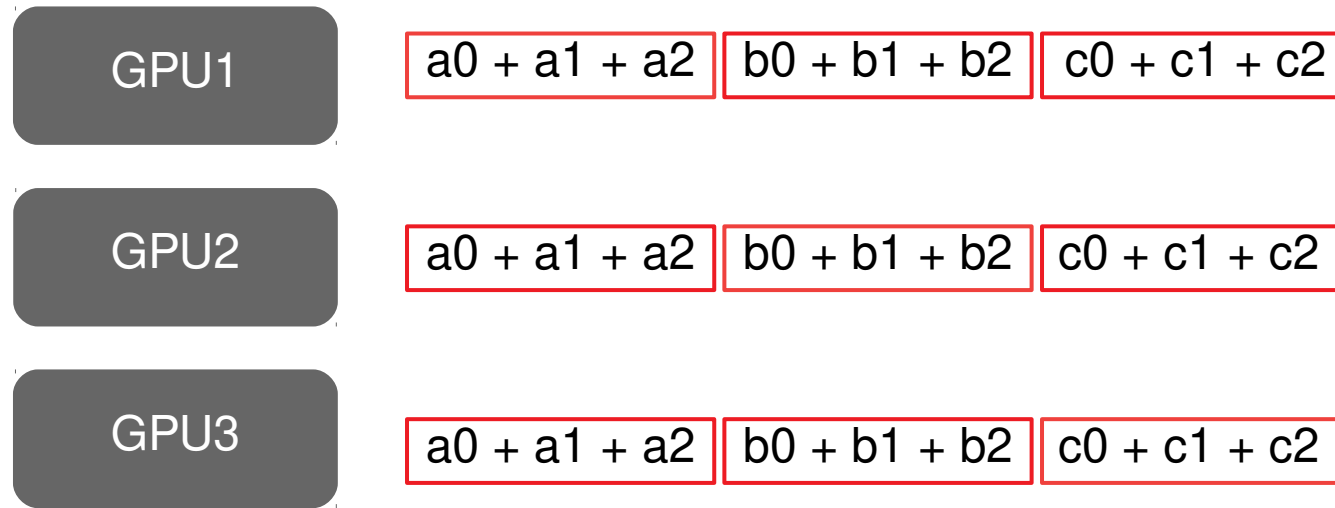 GPU1 a0 + a1 + a2 b0 + b1 + b2 c0 + c1 + c2
GPU2 a0 + a1 + a2 b0 + b1 + b2 c0 + c1 + c2
GPU3 a0 + a1 + a2 b0 + b1 + b2 c0 + c1 + c2